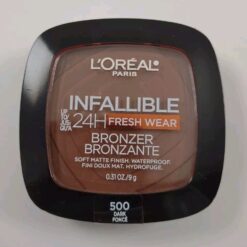 L'ORÉAL
PARIS
INFALLIBLE
UP TO/
JUSQU'À
24H FRESH WEAR
BRONZER
BRONZANTE
SOFT MATTE FINISH. WATERPROOF.
FINI DOUX MAT. HYDROFUGE.
0.31 OZ/9 g
500
DARK
FONCÉ